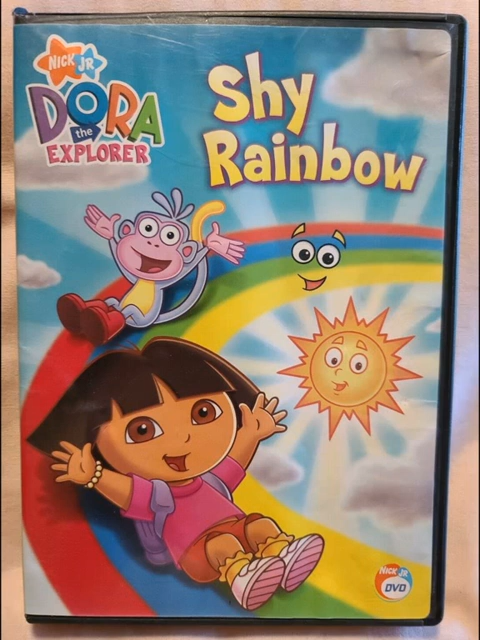 NICK JR
DORA
the
EXPLORER
Shy
Rainbow
NICK JR
DVD